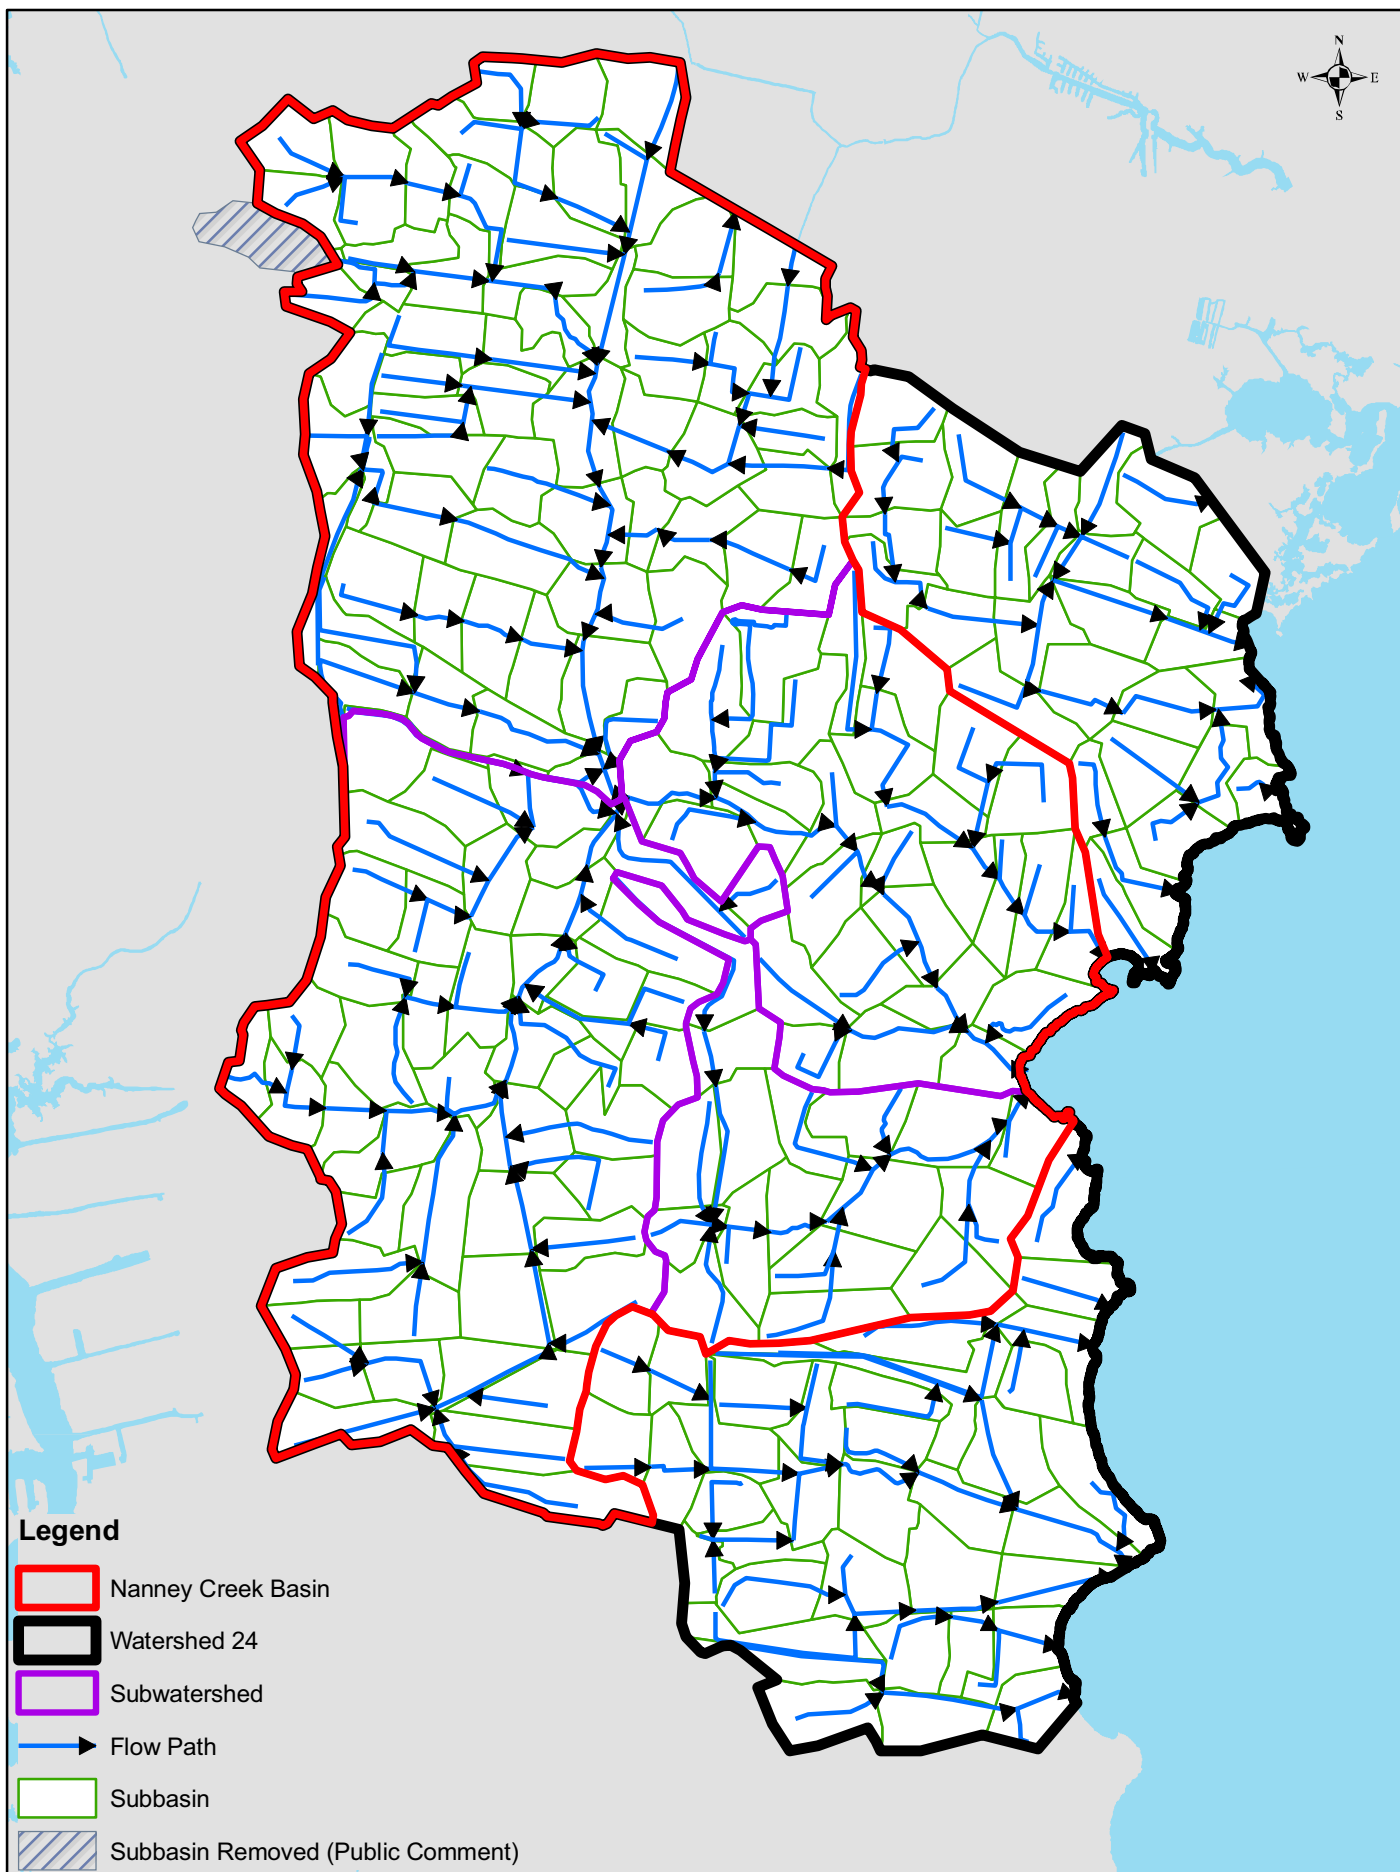 N
W E
S
Legend
Nanney Creek Basin
Watershed 24
Subwatershed
Flow Path
Subbasin
Subbasin Removed (Public Comment)